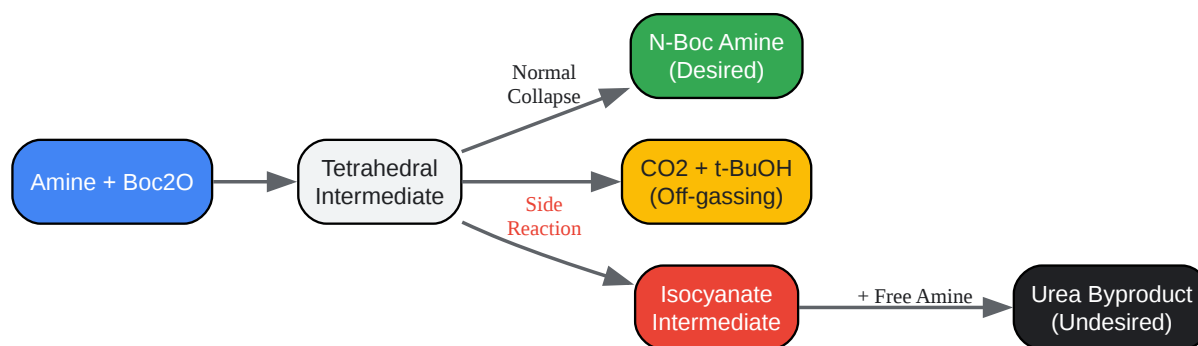 N-Boc Amine
(Desired)
Normal
Collapse
Amine + Boc2O
Tetrahedral
Intermediate
CO2 + t-BuOH
(Off-gassing)
Side
Reaction
Isocyanate
Intermediate
+ Free Amine
Urea Byproduct
(Undesired)